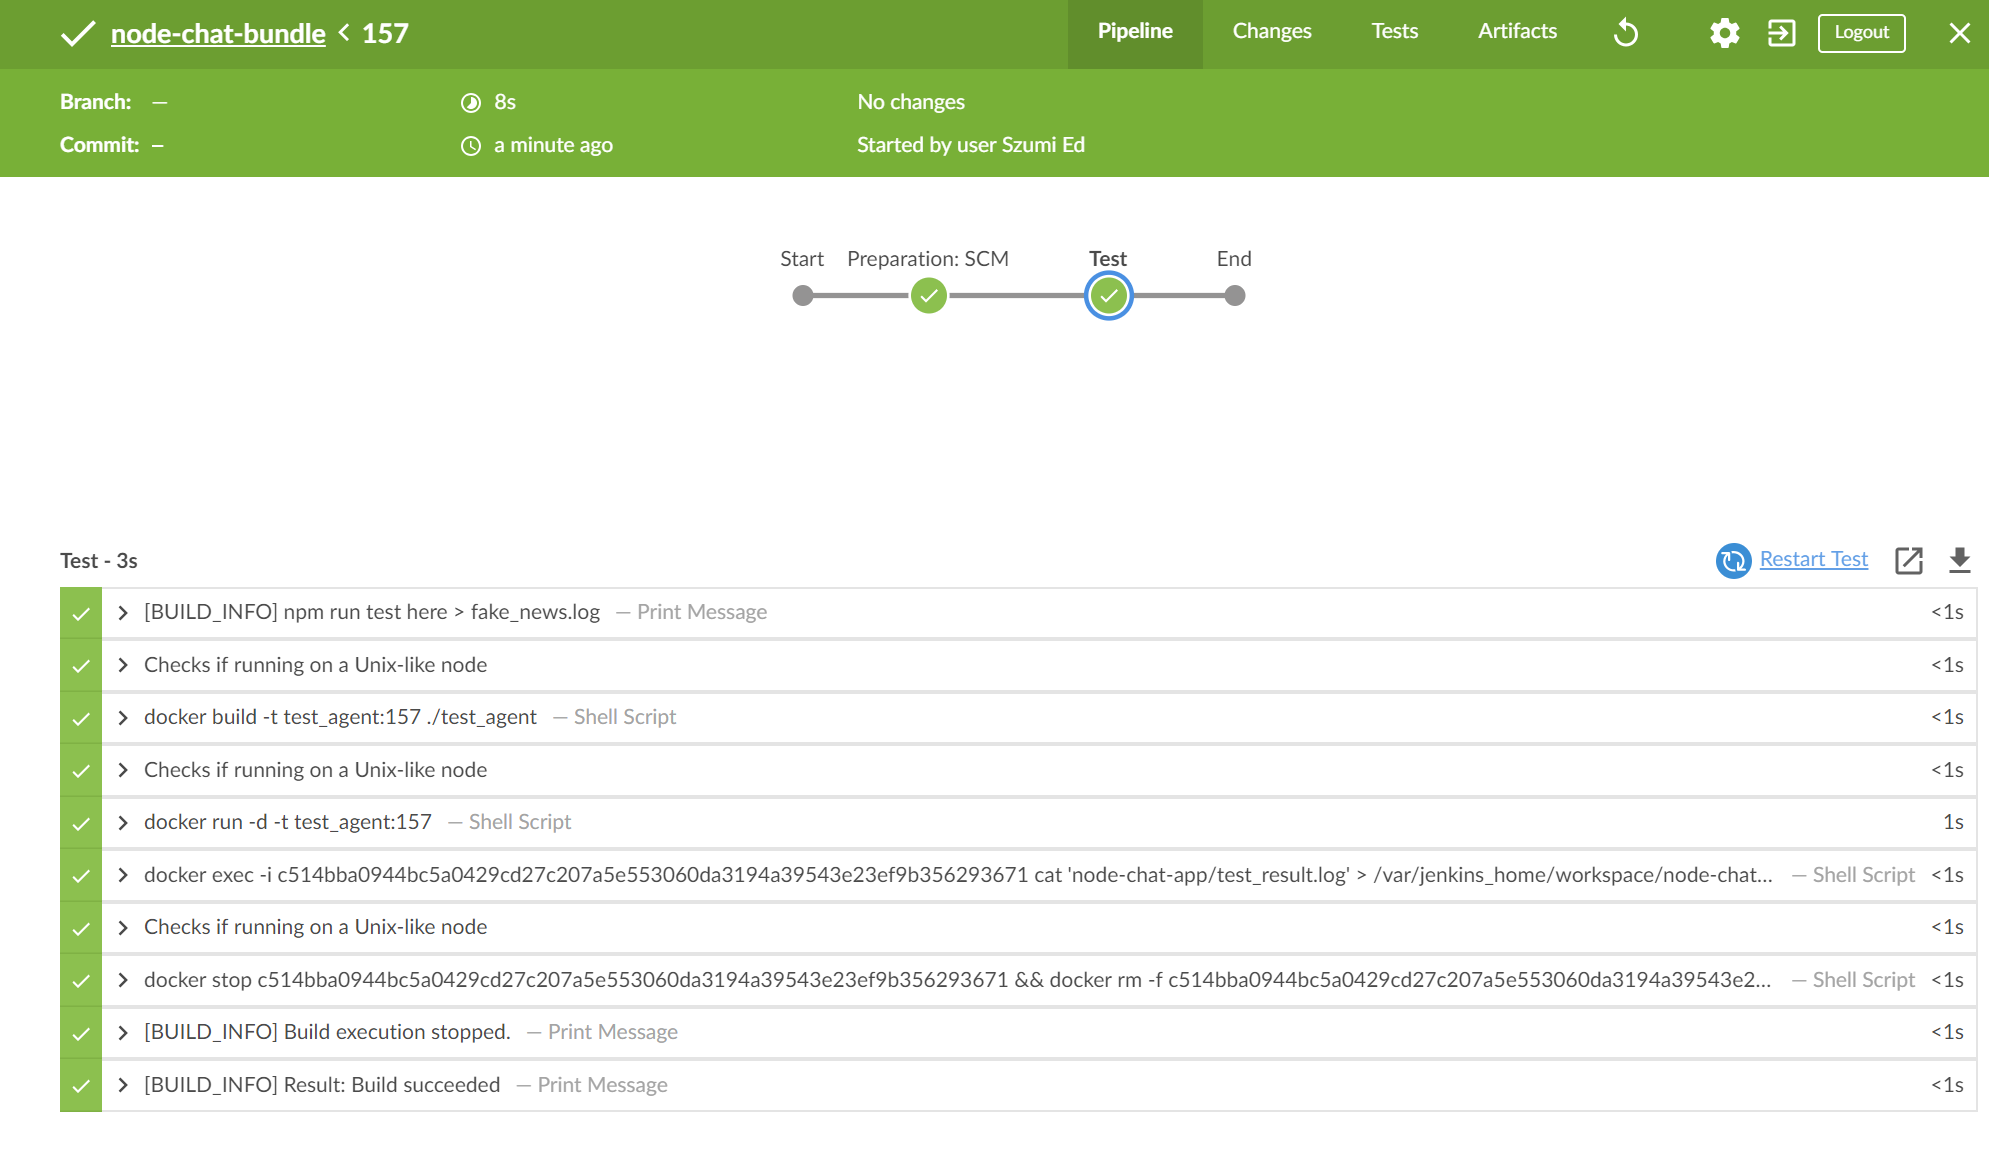 node-chat-bundle < 157
Pipeline Changes Tests Artifacts Logout
Branch: — 8s No changes
Commit: – a minute ago Started by user Szumi Ed
Start Preparation: SCM Test End
Test - 3s Restart Test
[BUILD_INFO] npm run test here > fake_news.log — Print Message <1s
Checks if running on a Unix-like node <1s
docker build -t test_agent:157 ./test_agent — Shell Script <1s
Checks if running on a Unix-like node <1s
docker run -d -t test_agent:157 — Shell Script 1s
docker exec -i c514bba0944bc5a0429cd27c207a5e553060da3194a39543e23ef9b356293671 cat 'node-chat-app/test_result.log' > /var/jenkins_home/workspace/node-chat... — Shell Script <1s
Checks if running on a Unix-like node <1s
docker stop c514bba0944bc5a0429cd27c207a5e553060da3194a39543e23ef9b356293671 && docker rm -f c514bba0944bc5a0429cd27c207a5e553060da3194a39543e2... — Shell Script <1s
[BUILD_INFO] Build execution stopped. — Print Message <1s
[BUILD_INFO] Result: Build succeeded — Print Message <1s